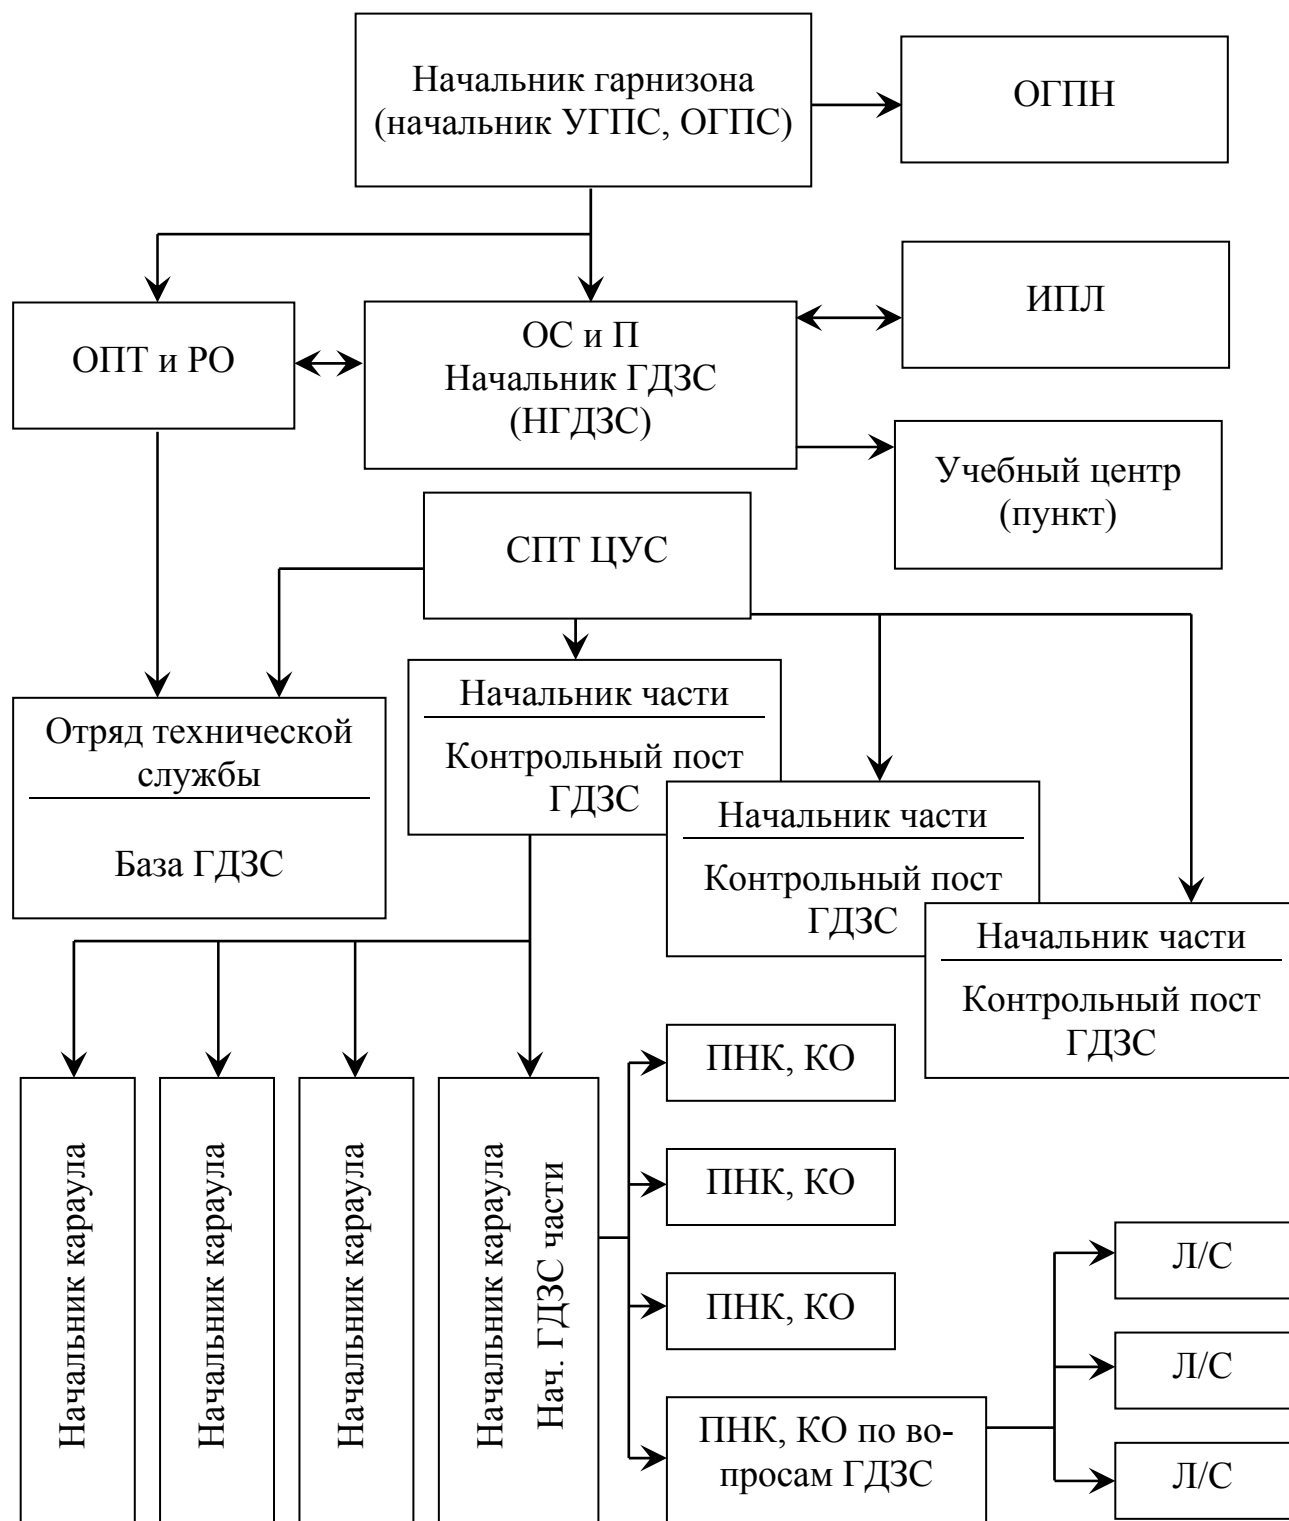 Начальник гарнизона
(начальник УГПС, ОГПС)
ОГПН
ИПЛ
ОПТ и РО
ОС и П
Начальник ГДЗС
(НГДЗС)
Учебный центр
(пункт)
СПТ ЦУС
Отряд технической
службы
База ГДЗС
Начальник части
Контрольный пост
ГДЗС
Начальник части
Контрольный пост
ГДЗС
Начальник части
Контрольный пост
ГДЗС
Начальник караула
Начальник караула
Начальник караула
Начальник караула
Нач. ГДЗС части
ПНК, КО
ПНК, КО
ПНК, КО
ПНК, КО по во-
просам ГДЗС
Л/С
Л/С
Л/С